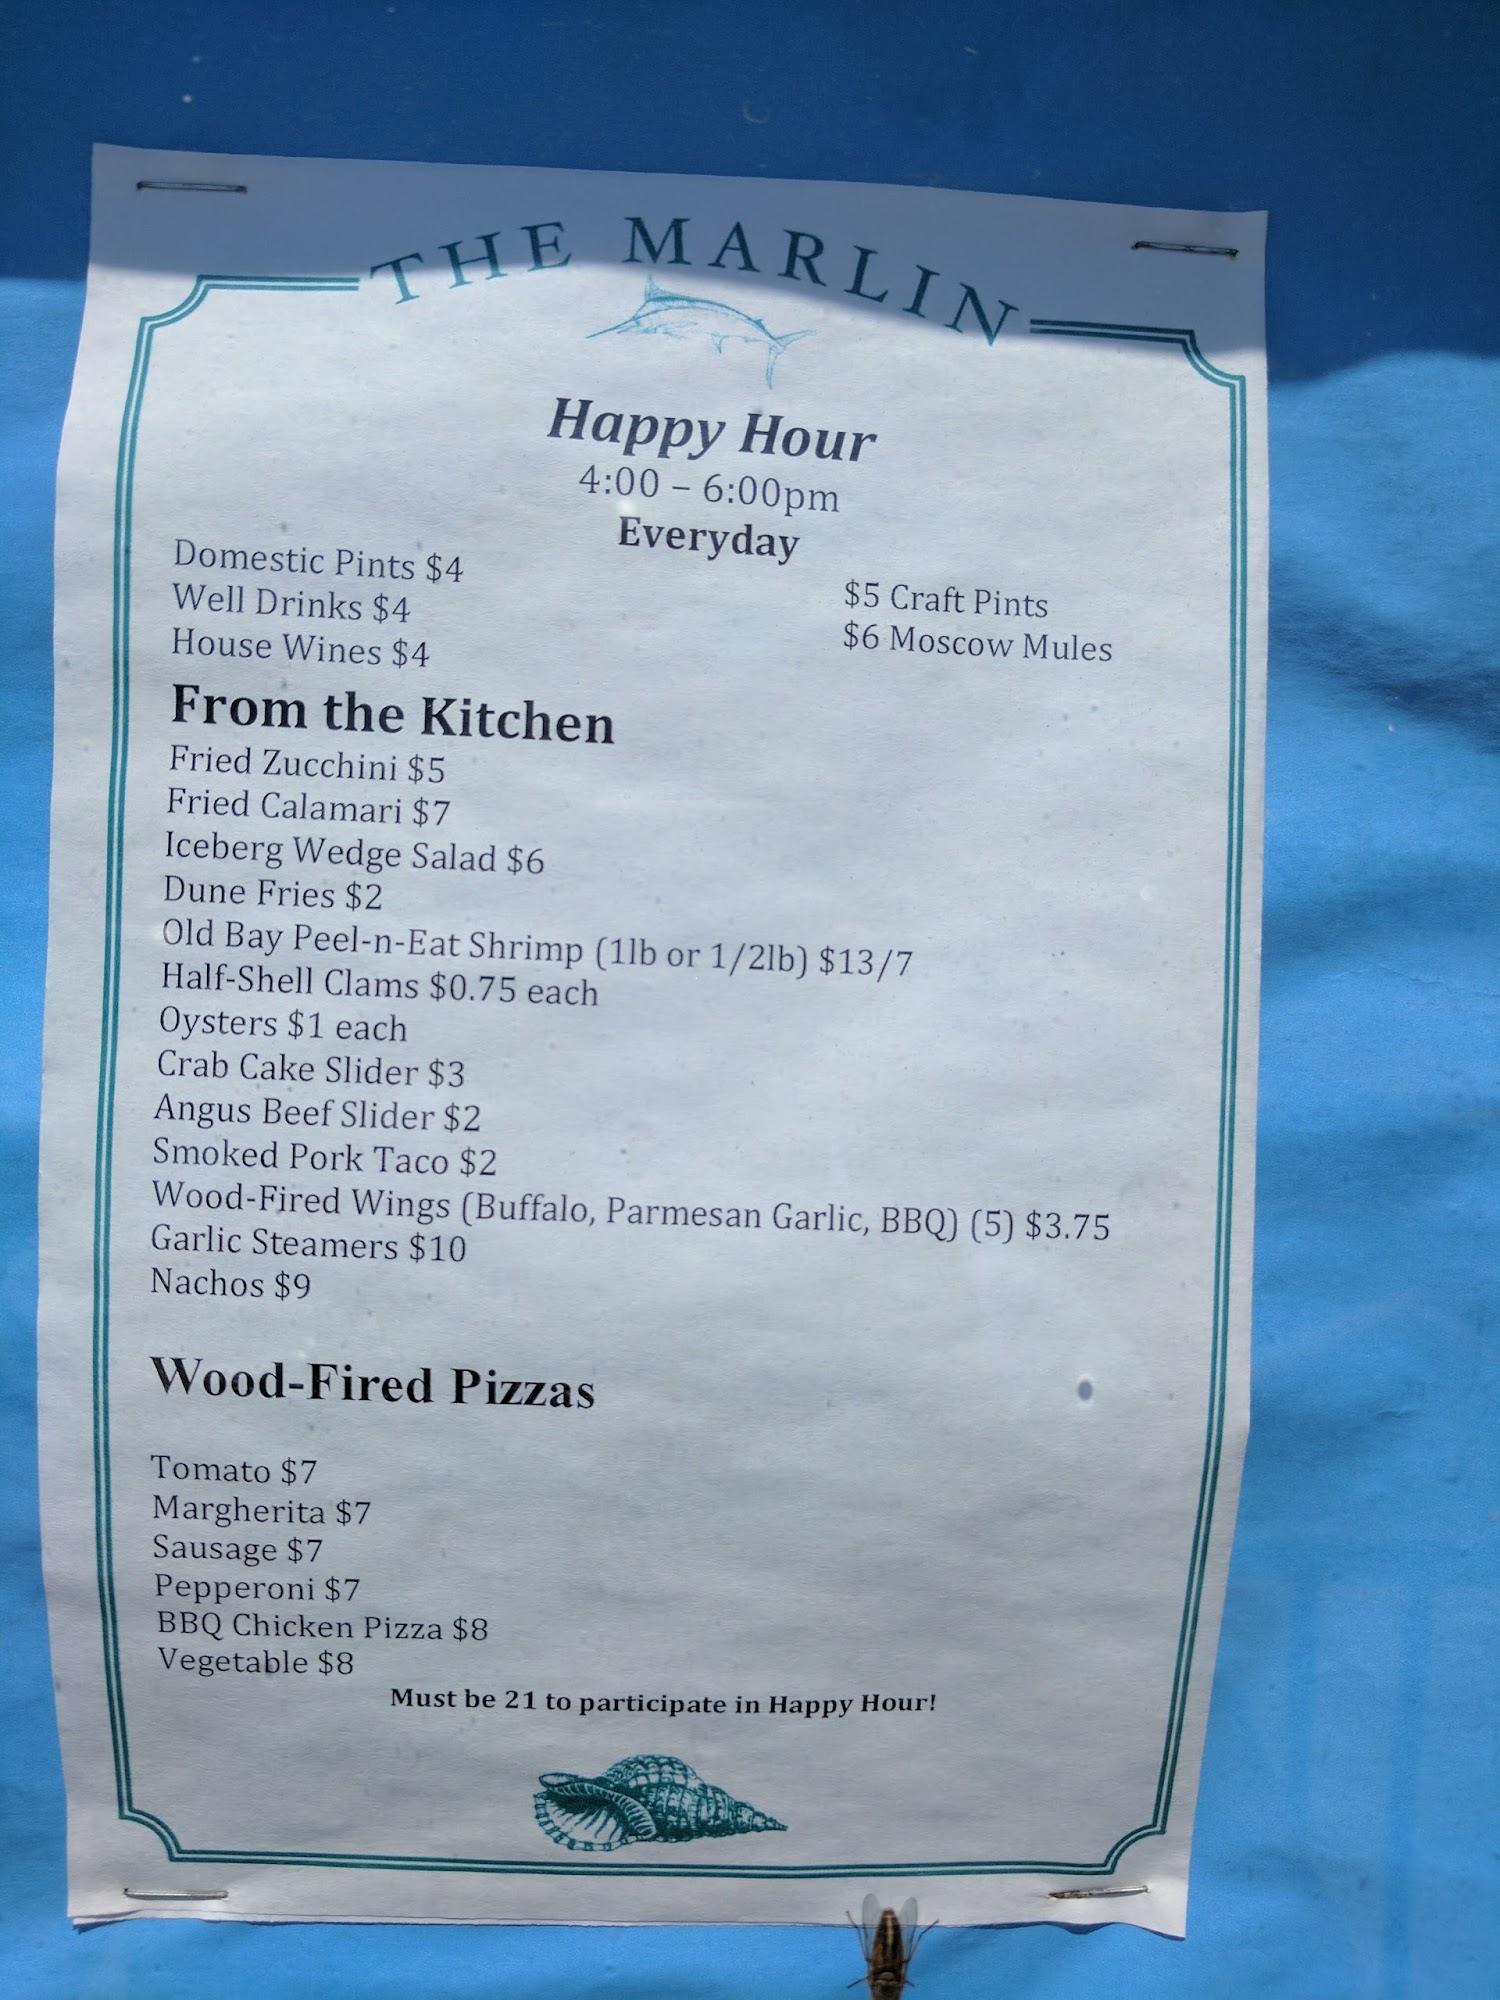 THE MARLIN
Happy Hour
4:00 – 6:00pm
Everyday
Domestic Pints $4
Well Drinks $4
House Wines $4
$5 Craft Pints
$6 Moscow Mules
From the Kitchen
Fried Zucchini $5
Fried Calamari $7
Iceberg Wedge Salad $6
Dune Fries $2
Old Bay Peel-n-Eat Shrimp (1lb or 1/2lb) $13/7
Half-Shell Clams $0.75 each
Oysters $1 each
Crab Cake Slider $3
Angus Beef Slider $2
Smoked Pork Taco $2
Wood-Fired Wings (Buffalo, Parmesan Garlic, BBQ) (5) $3.75
Garlic Steamers $10
Nachos $9
Wood-Fired Pizzas
Tomato $7
Margherita $7
Sausage $7
Pepperoni $7
BBQ Chicken Pizza $8
Vegetable $8
Must be 21 to participate in Happy Hour!